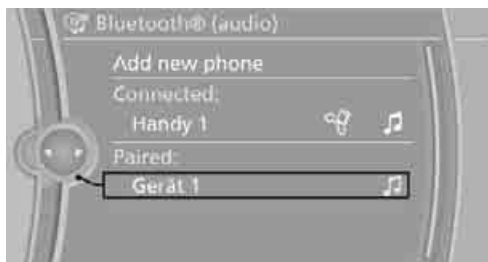 Bluetooth® (audio)
Add new phone
Connected:
Handy 1
Paired:
Gerät 1